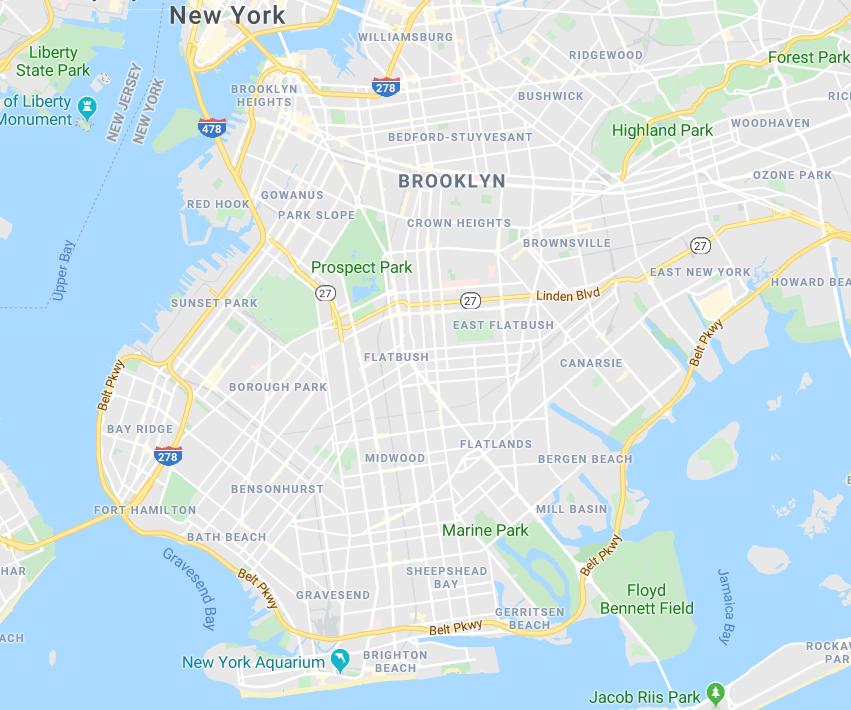 New York
WILLIAMSBURG
Liberty
State Park
RIDGEWOOD
Forest Park
278
BROOKLYN
HEIGHTS
BUSHWICK
of Liberty
Monument
NEW JERSEY
NEW YORK
478
BEDFORD-STUYVESANT
Highland Park
WOODHAVEN
RIC
BROOKLYN
OZONE PARK
GOWANUS
RED HOOK
PARK SLOPE
CROWN HEIGHTS
BROWNSVILLE
27
Upper Bay
Prospect Park
EAST NEW YORK
HOWARD BEA
27
27
Linden Blvd
SUNSET PARK
EAST FLATBUSH
Belt Pkwy
FLATBUSH
CANARSIE
Belt Pkwy
BOROUGH PARK
BAY RIDGE
FLATLANDS
278
MIDWOOD
BERGEN BEACH
BENSONHURST
FORT HAMILTON
MILL BASIN
BATH BEACH
Marine Park
Gravesend Bay
Belt Pkwy
Belt Pkwy
SHEEPSHEAD
BAY
HAR
Floyd
Bennett Field
Jamaica Bay
GRAVESEND
GERRITSEN
BEACH
Belt Pkwy
ACH
ROCKAW
PAR
New York Aquarium
BRIGHTON
BEACH
Jacob Riis Park